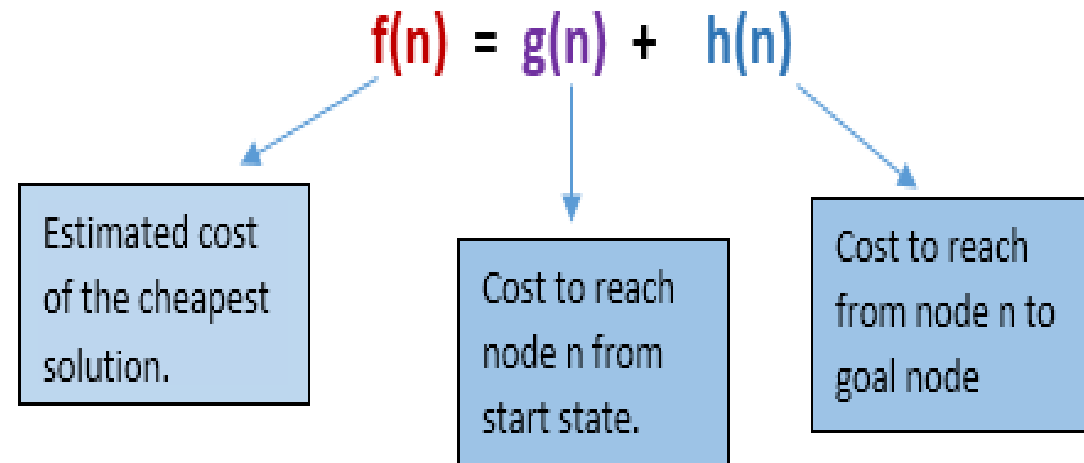 f(n) = g(n) + h(n)
Estimated cost
of the cheapest
solution.
Cost to reach
node n from
start state.
Cost to reach
from node n to
goal node